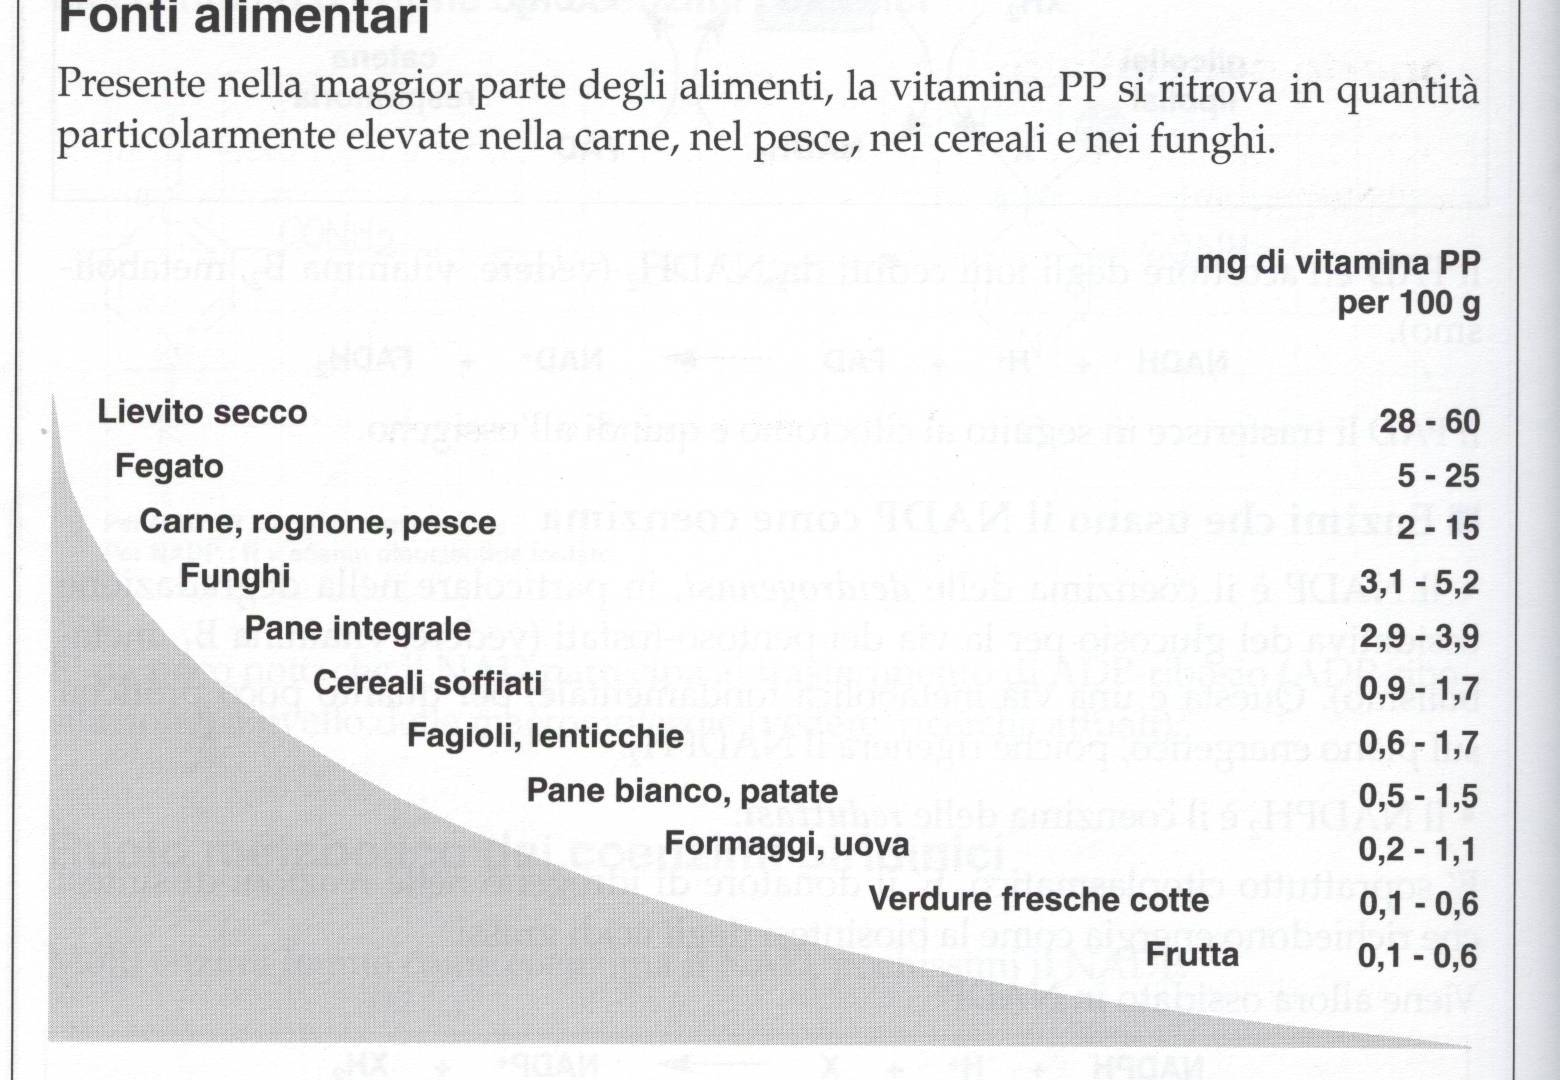 Fonti alimentari
Presente nella maggior parte degli alimenti, la vitamina PP si ritrova in quantità
particolarmente elevate nella carne, nel pesce, nei cereali e nei funghi.
mg di vitamina PP
per 100 g
Lievito secco 28 - 60
Fegato 5 - 25
Carne, rognone, pesce 2 - 15
Funghi 3,1 - 5,2
Pane integrale 2,9 - 3,9
Cereali soffiati 0,9 - 1,7
Fagioli, lenticchie 0,6 - 1,7
Pane bianco, patate 0,5 - 1,5
Formaggi, uova 0,2 - 1,1
Verdure fresche cotte 0,1 - 0,6
Frutta 0,1 - 0,6